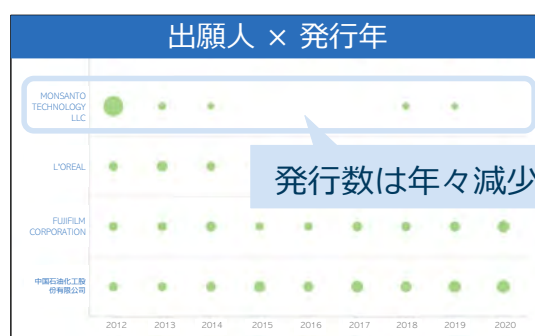 出願人 × 発行年
MONSANTO
TECHNOLOGY
LLC
発行数は年々減少
L'OREAL
FUJIFILM
CORPORATION
中国石油化工股
份有限公司
2012 2013 2014 2015 2016 2017 2018 2019 2020